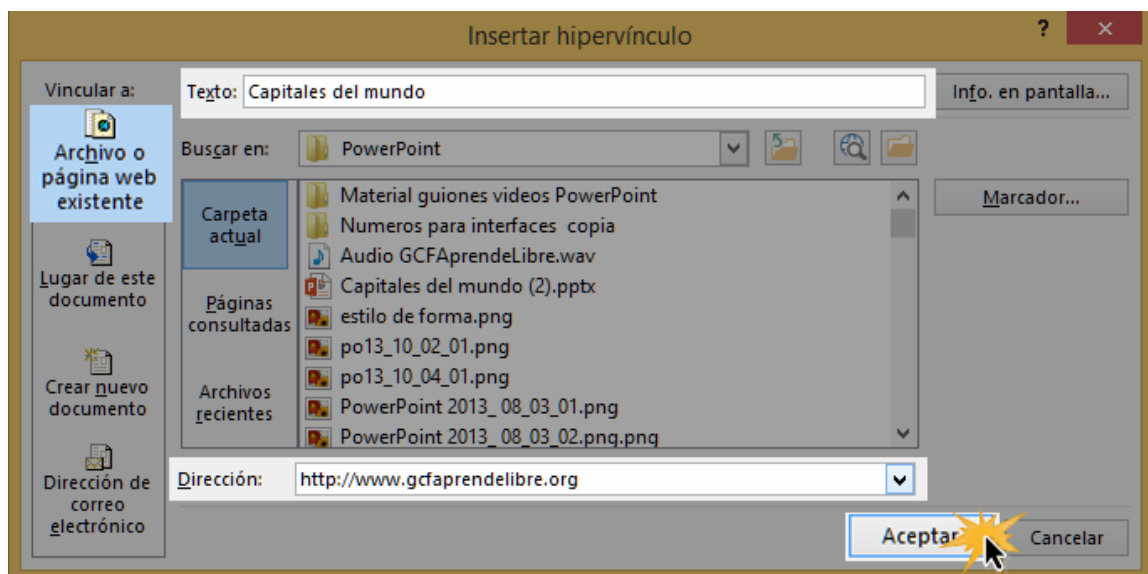 Insertar hipervínculo
?
Vincular a:
Texto: Capitales del mundo
Info. en pantalla...
Archivo o
página web
existente
Buscar en: PowerPoint
Carpeta
actual
Material guiones videos PowerPoint
Marcador...
Numeros para interfaces copia
Audio GCFAprendeLibre.wav
Lugar de este
documento
Páginas
consultadas
Capitales del mundo (2).pptx
estilo de forma.png
po13_10_02_01.png
po13_10_04_01.png
Crear nuevo
documento
Archivos
recientes
PowerPoint 2013_ 08_03_01.png
PowerPoint 2013_ 08_03_02.png.png
Dirección de
correo
electrónico
Dirección: http://www.gcfaprendelibre.org
Aceptar
Cancelar